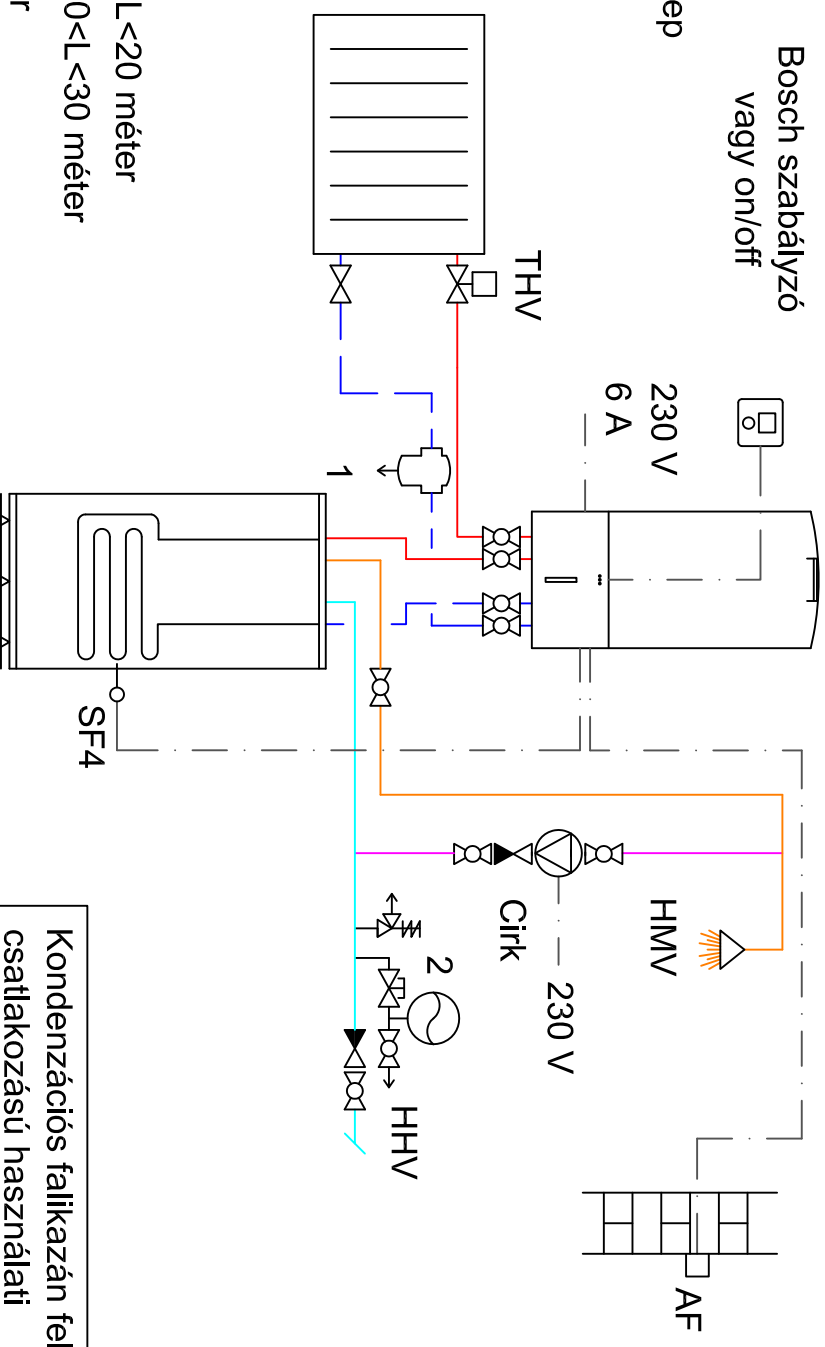 ep
Bosch szabályzó
vagy on/off
THV
230 V
6 A
L<20 méter
0<L<30 méter
r
1
SF4
HMV
Cirk
230 V
2
HHV
AF
Kondenzációs falikazán fel
csatlakozású használati